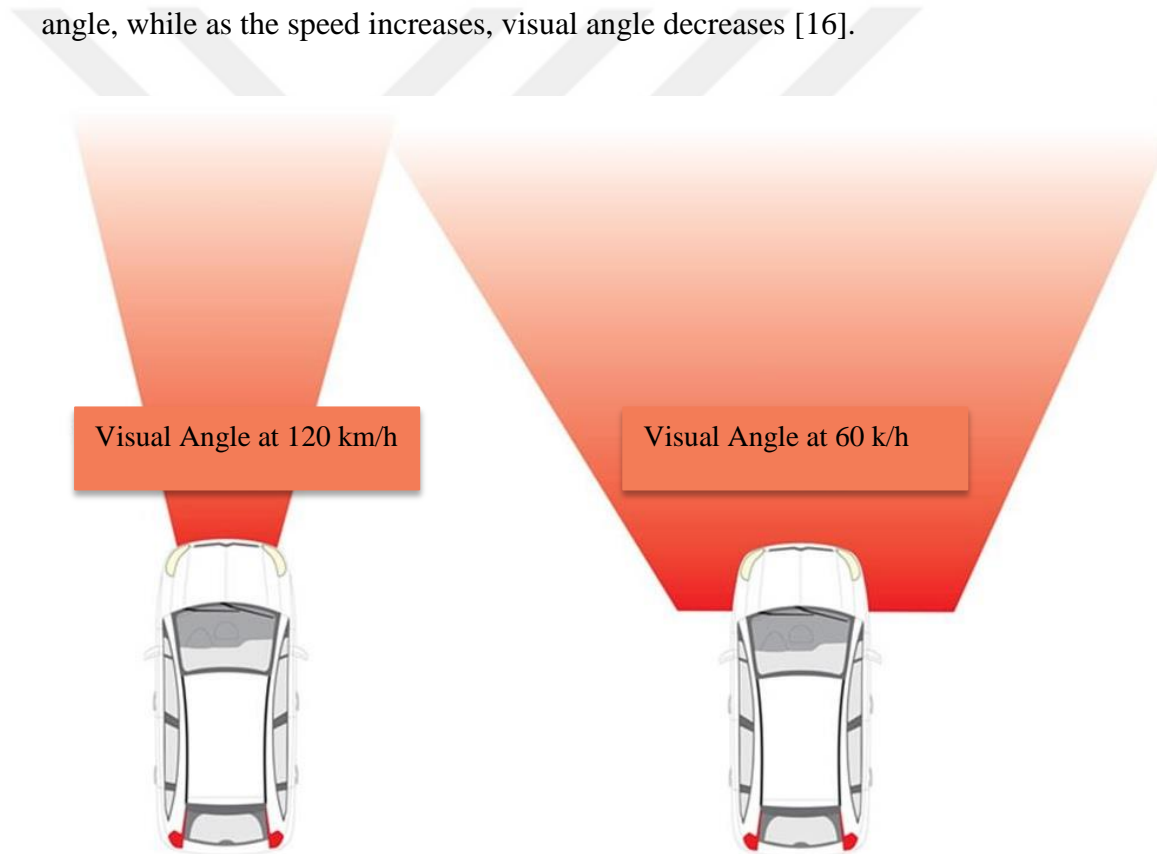 angle, while as the speed increases, visual angle decreases [16].
Visual Angle at 120 km/h
Visual Angle at 60 k/h